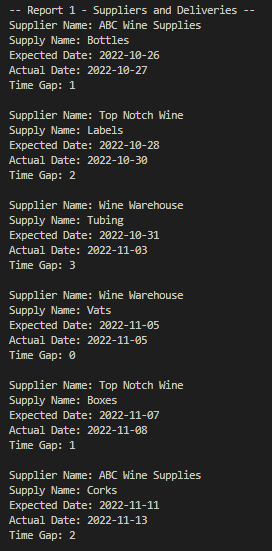 -- Report 1 - Suppliers and Deliveries --
Supplier Name: ABC Wine Supplies
Supply Name: Bottles
Expected Date: 2022-10-26
Actual Date: 2022-10-27
Time Gap: 1

Supplier Name: Top Notch Wine
Supply Name: Labels
Expected Date: 2022-10-28
Actual Date: 2022-10-30
Time Gap: 2

Supplier Name: Wine Warehouse
Supply Name: Tubing
Expected Date: 2022-10-31
Actual Date: 2022-11-03
Time Gap: 3

Supplier Name: Wine Warehouse
Supply Name: Vats
Expected Date: 2022-11-05
Actual Date: 2022-11-05
Time Gap: 0

Supplier Name: Top Notch Wine
Supply Name: Boxes
Expected Date: 2022-11-07
Actual Date: 2022-11-08
Time Gap: 1

Supplier Name: ABC Wine Supplies
Supply Name: Corks
Expected Date: 2022-11-11
Actual Date: 2022-11-13
Time Gap: 2